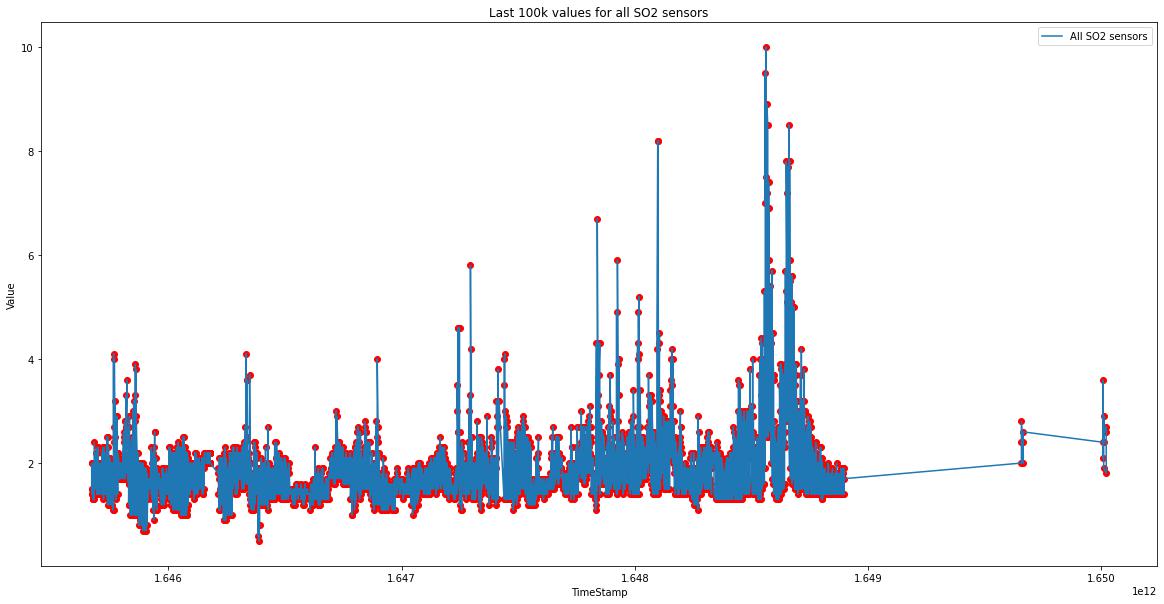 Last 100k values for all SO2 sensors
All SO2 sensors
10
8
6
4
2
Value
1.646 1.647 1.648 1.649 1.650
1e12
TimeStamp